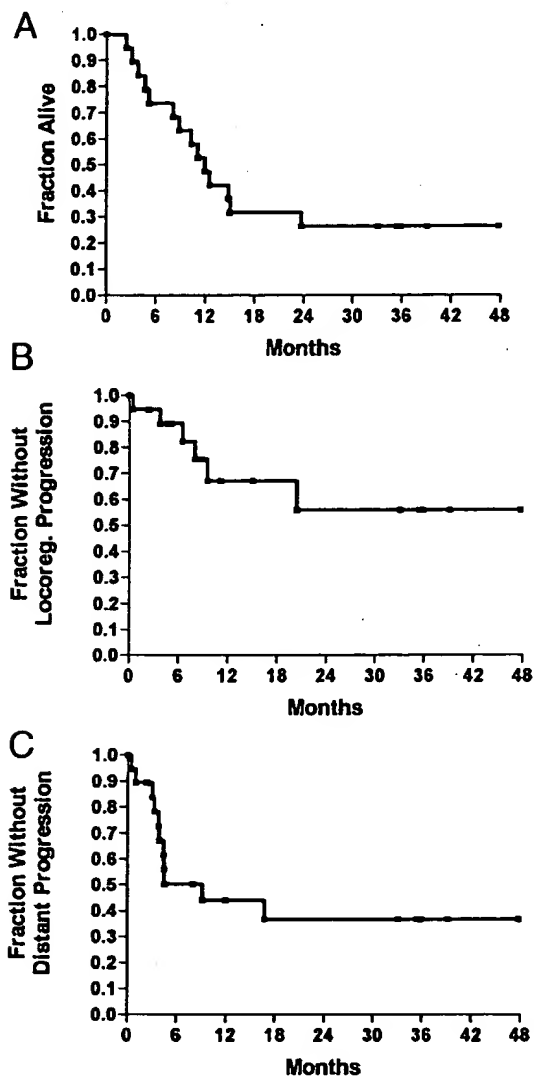 A
Fraction Alive
1.0
0.9
0.8
0.7
0.6
0.5
0.4
0.3
0.2
0.1
0.0
0 6 12 18 24 30 36 42 48
Months
B
Fraction Without
Locoreg. Progression
1.0
0.9
0.8
0.7
0.6
0.5
0.4
0.3
0.2
0.1
0.0
0 6 12 18 24 30 36 42 48
Months
C
Fraction Without
Distant Progression
1.0
0.9
0.8
0.7
0.6
0.5
0.4
0.3
0.2
0.1
0.0
0 6 12 18 24 30 36 42 48
Months